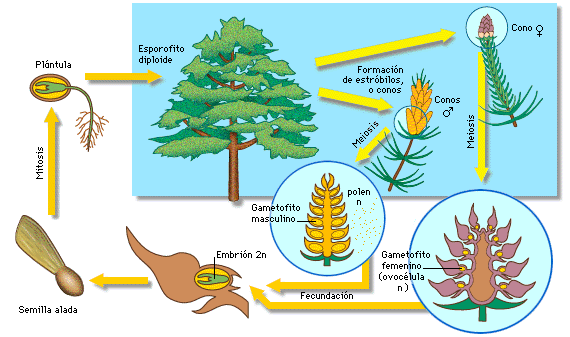 Esporofito
diploide
Cono ♀
Plántula
Formación
de estróbilos,
o conos
Conos
♂
Meiosis
Meiosis
Mitosis
Gametofito
masculino
polen
n
Gametofito
femenino
(ovocélula
n)
Embrión 2n
Fecundación
Semilla alada